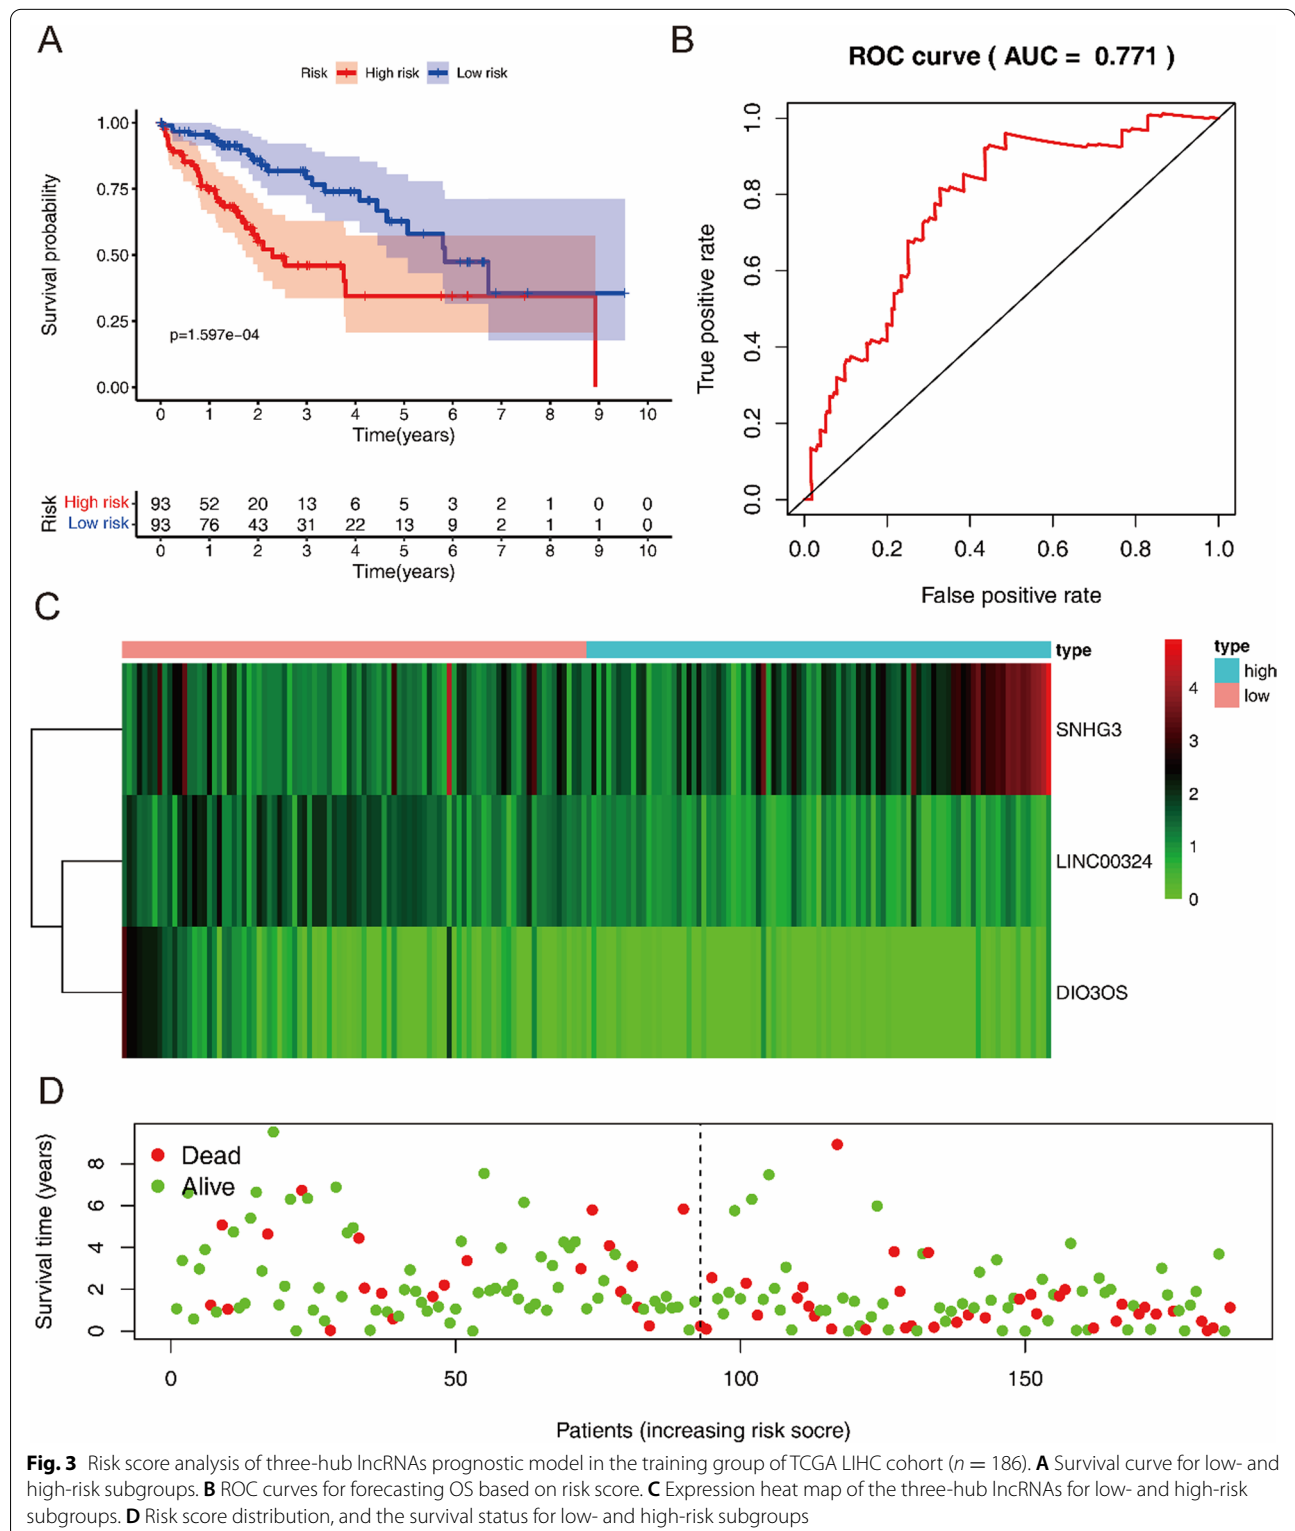 A
Risk High risk Low risk
1.00
0.75
0.50
0.25
0.00
Survival probability
p=1.597e−04
0 1 2 3 4 5 6 7 8 9 10
Time(years)
Risk
High risk 93 52 20 13 6 5 3 2 1 0 0
Low risk 93 76 43 31 22 13 9 2 1 1 0
0 1 2 3 4 5 6 7 8 9 10
Time(years)
B
ROC curve ( AUC = 0.771 )
True positive rate
1.0
0.8
0.6
0.4
0.2
0.0
0.0 0.2 0.4 0.6 0.8 1.0
False positive rate
C
type
SNHG3
LINC00324
DIO3OS
4
3
2
1
0
type
high
low
D
Survival time (years)
8
6
4
2
0
Dead
Alive
0 50 100 150
Patients (increasing risk socre)
Fig. 3 Risk score analysis of three-hub lncRNAs prognostic model in the training group of TCGA LIHC cohort (n = 186). A Survival curve for low- and
high-risk subgroups. B ROC curves for forecasting OS based on risk score. C Expression heat map of the three-hub lncRNAs for low- and high-risk
subgroups. D Risk score distribution, and the survival status for low- and high-risk subgroups